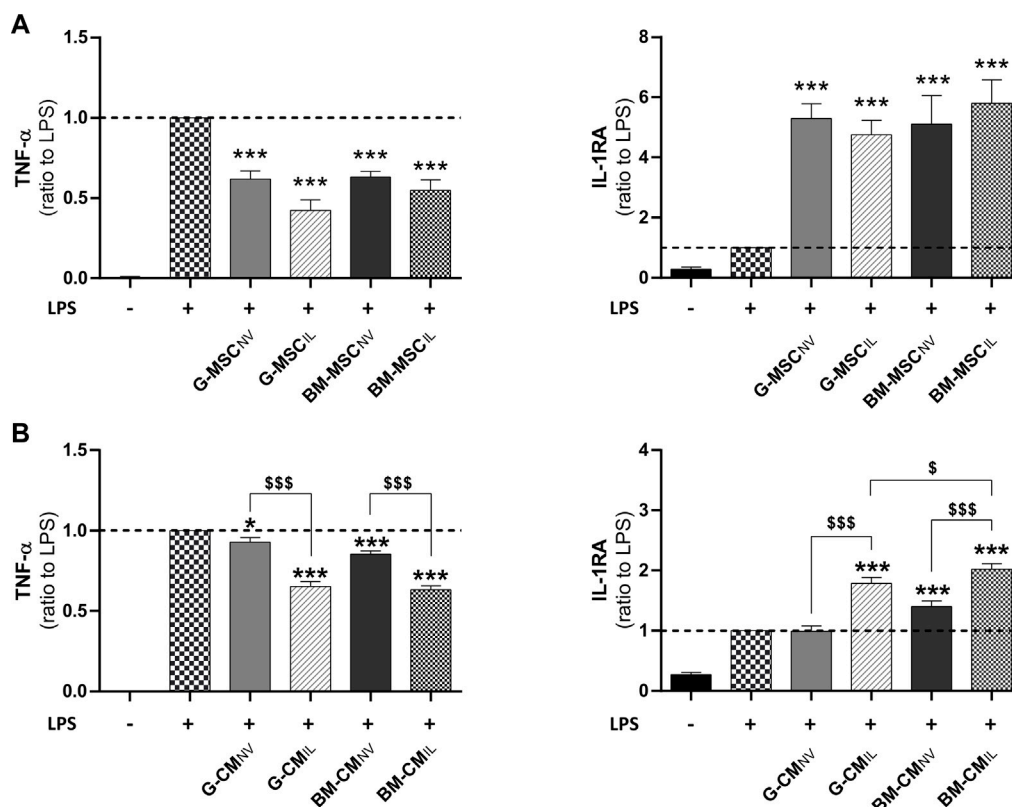 A
TNF-α
(ratio to LPS)
1.5
1.0
0.5
0.0
***
***
***
***
LPS
-
+
+
+
+
+
G-MSCNV
G-MSCIL
BM-MSCNV
BM-MSCIL
IL-1RA
(ratio to LPS)
8
6
4
2
0
***
***
***
***
LPS
-
+
+
+
+
+
G-MSCNV
G-MSCIL
BM-MSCNV
BM-MSCIL
B
TNF-α
(ratio to LPS)
1.5
1.0
0.5
0.0
$$$
$$$
*
***
***
***
LPS
-
+
+
+
+
+
G-CMNV
G-CMIL
BM-CMNV
BM-CMIL
IL-1RA
(ratio to LPS)
4
3
2
1
0
$
$$$
$$$
***
***
***
LPS
-
+
+
+
+
+
G-CMNV
G-CMIL
BM-CMNV
BM-CMIL